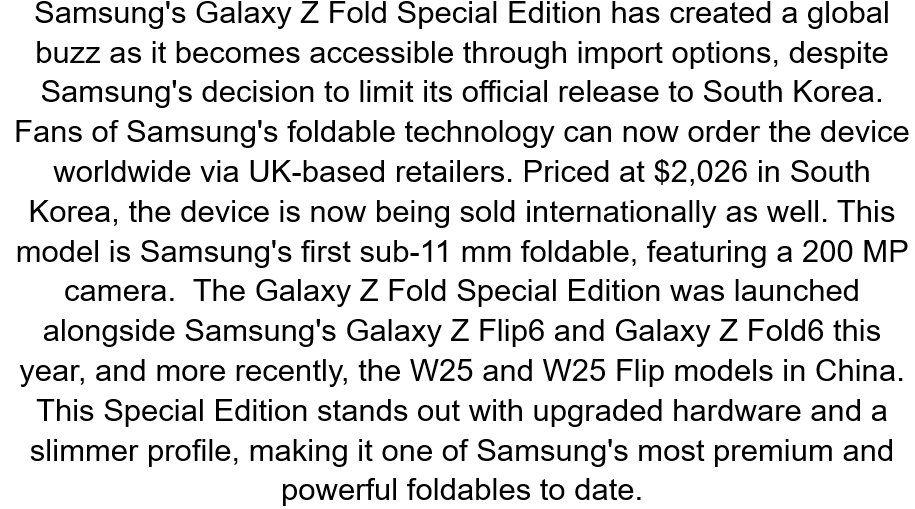 Samsung's Galaxy Z Fold Special Edition has created a global
buzz as it becomes accessible through import options, despite
Samsung's decision to limit its official release to South Korea.
Fans of Samsung's foldable technology can now order the device
worldwide via UK-based retailers. Priced at $2,026 in South
Korea, the device is now being sold internationally as well. This
model is Samsung's first sub-11 mm foldable, featuring a 200 MP
camera.  The Galaxy Z Fold Special Edition was launched
alongside Samsung's Galaxy Z Flip6 and Galaxy Z Fold6 this
year, and more recently, the W25 and W25 Flip models in China.
This Special Edition stands out with upgraded hardware and a
slimmer profile, making it one of Samsung's most premium and
powerful foldables to date.